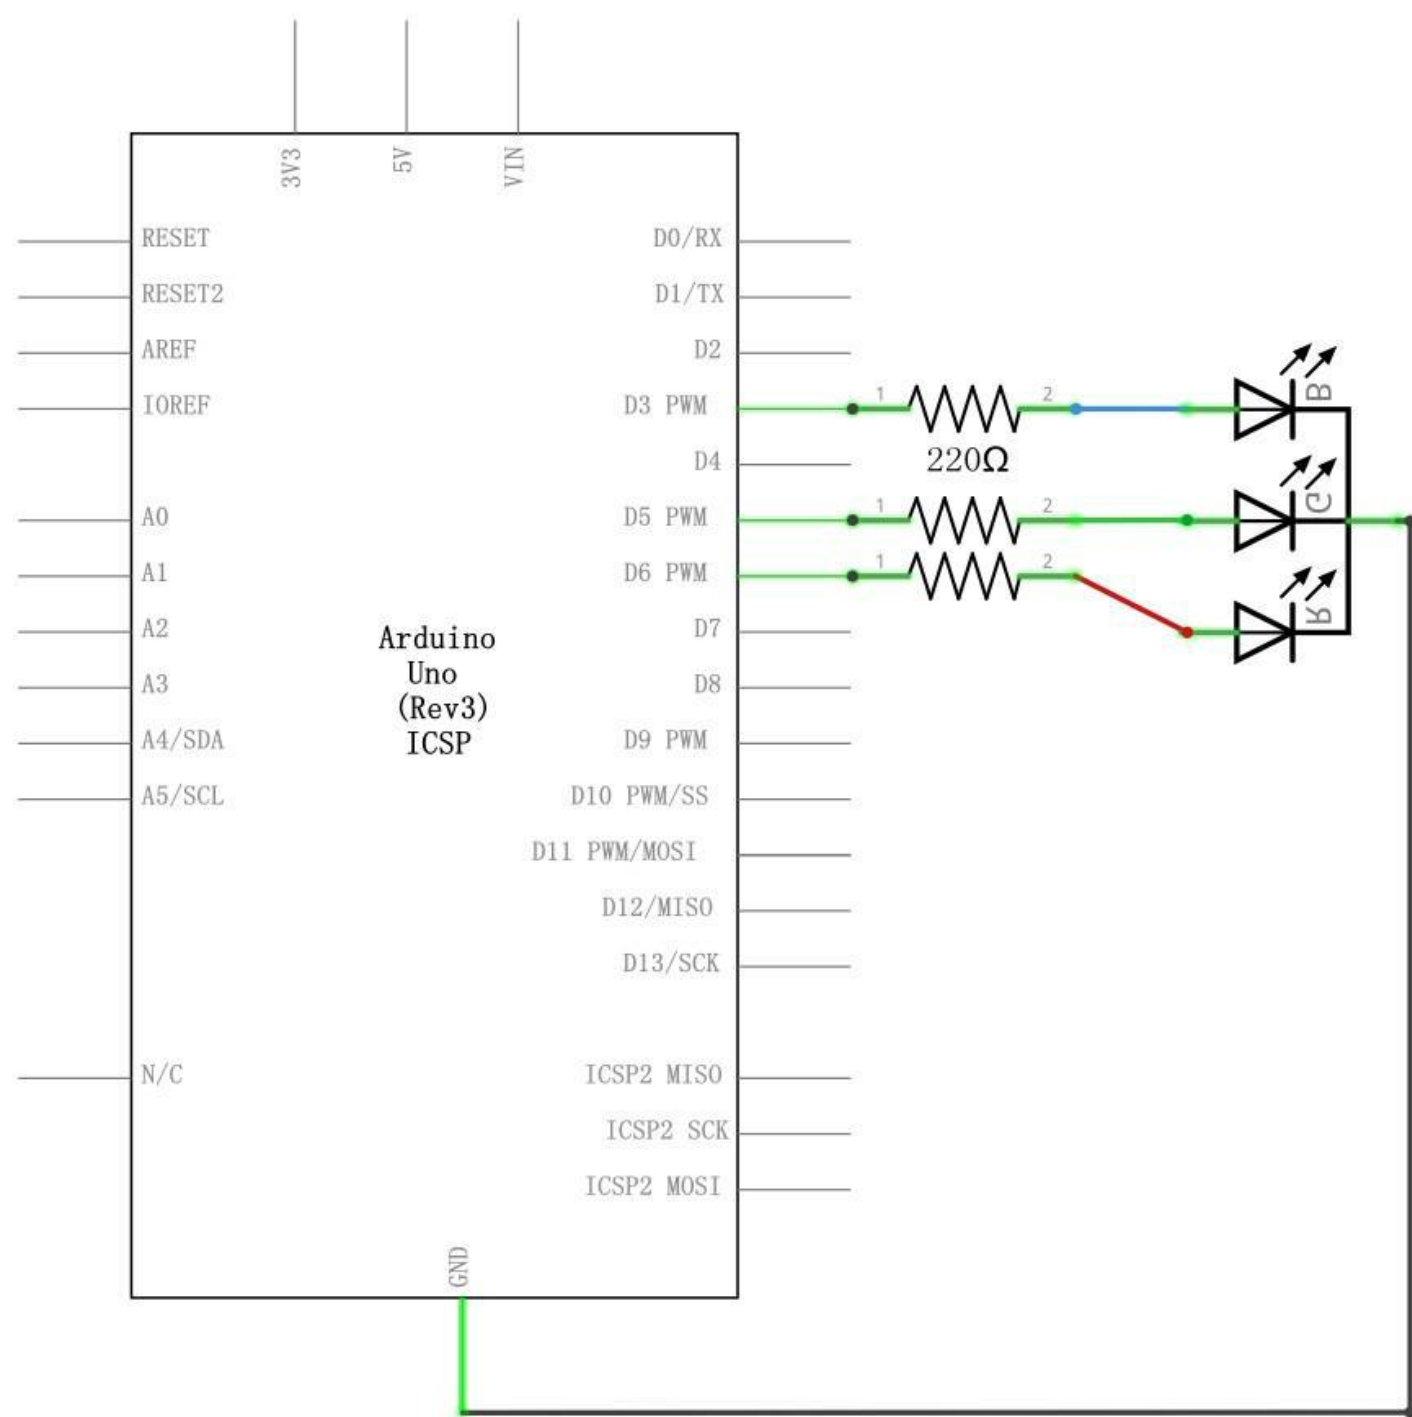 3V3
5V
VIN
RESET
RESET2
AREF
IOREF
A0
A1
A2
A3
A4/SDA
A5/SCL
N/C
D0/RX
D1/TX
D2
D3 PWM
D4
D5 PWM
D6 PWM
D7
D8
D9 PWM
D10 PWM/SS
D11 PWM/MOSI
D12/MISO
D13/SCK
ICSP2 MISO
ICSP2 SCK
ICSP2 MOSI
GND
Arduino
Uno
(Rev3)
ICSP
1
2
220Ω
1
2
1
2
B
G
R